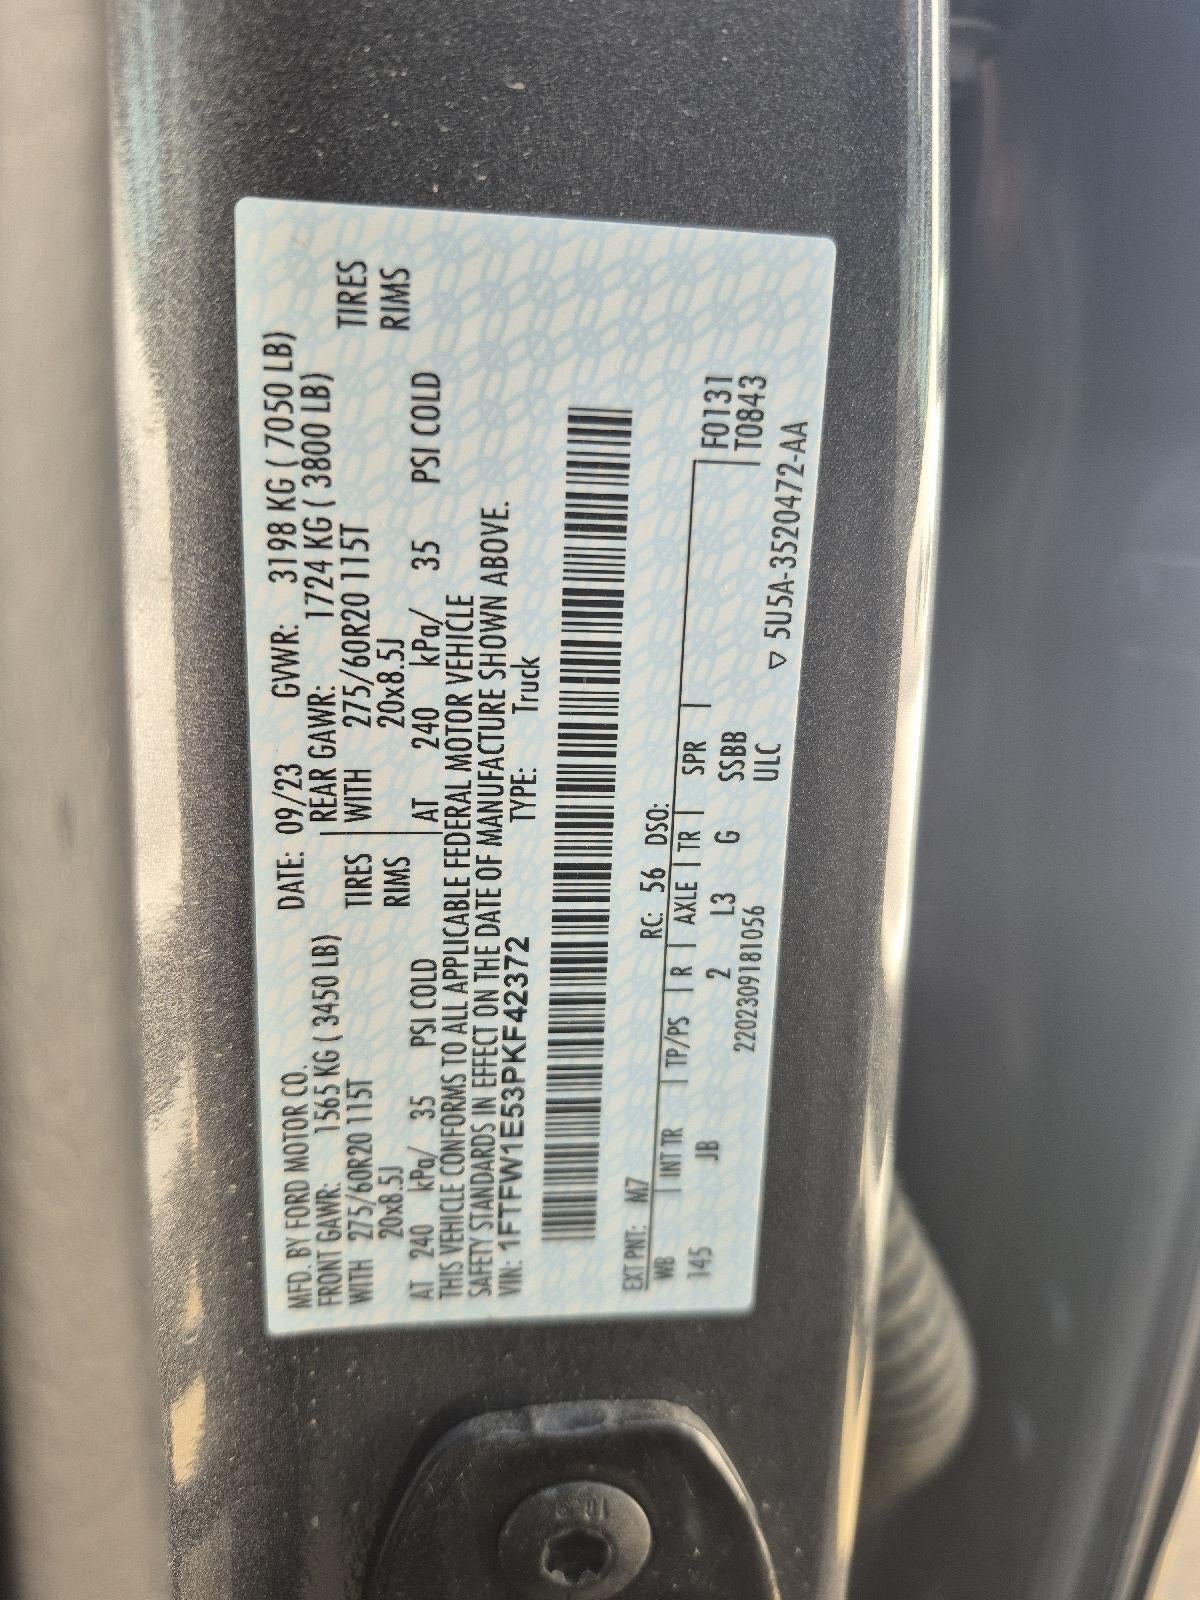 MFD. BY FORD MOTOR CO. DATE: 09/23 GVWR: 3198 KG ( 7050 LB)
FRONT GAWR: 1565 KG ( 3450 LB) REAR GAWR: 1724 KG ( 3800 LB)
WITH 275/60R20 115T TIRES WITH 275/60R20 115T TIRES
20x8.5J RIMS 20x8.5J RIMS
AT 240 kPa/ 35 PSI COLD AT 240 kPa/ 35 PSI COLD
THIS VEHICLE CONFORMS TO ALL APPLICABLE FEDERAL MOTOR VEHICLE
SAFETY STANDARDS IN EFFECT ON THE DATE OF MANUFACTURE SHOWN ABOVE.
VIN: 1FTFW1E53PKF42372 TYPE: Truck
EXT PNT: M7 RC: 56 DSO:
WB INT TR TP/PS R AXLE TR SPR F0131
145 JB 2 L3 G SSBB T0843
2202309181056 ULC ▽ 5U5A-3520472-AA